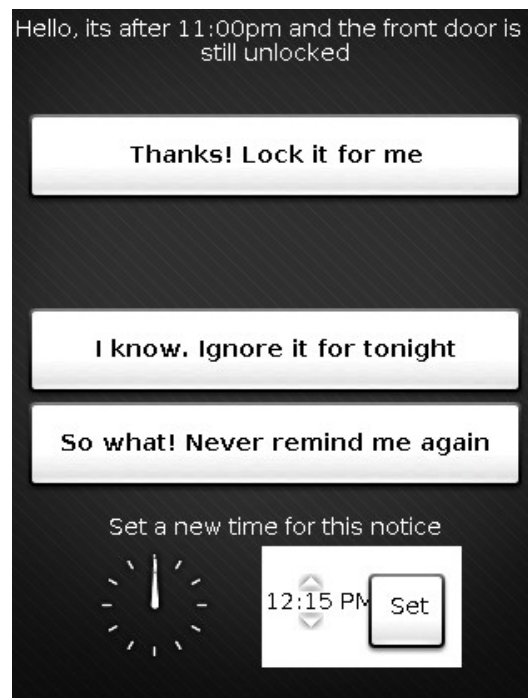 Hello, its after 11:00pm and the front door is
still unlocked
Thanks! Lock it for me
I know. Ignore it for tonight
So what! Never remind me again
Set a new time for this notice
12:15 PM
Set